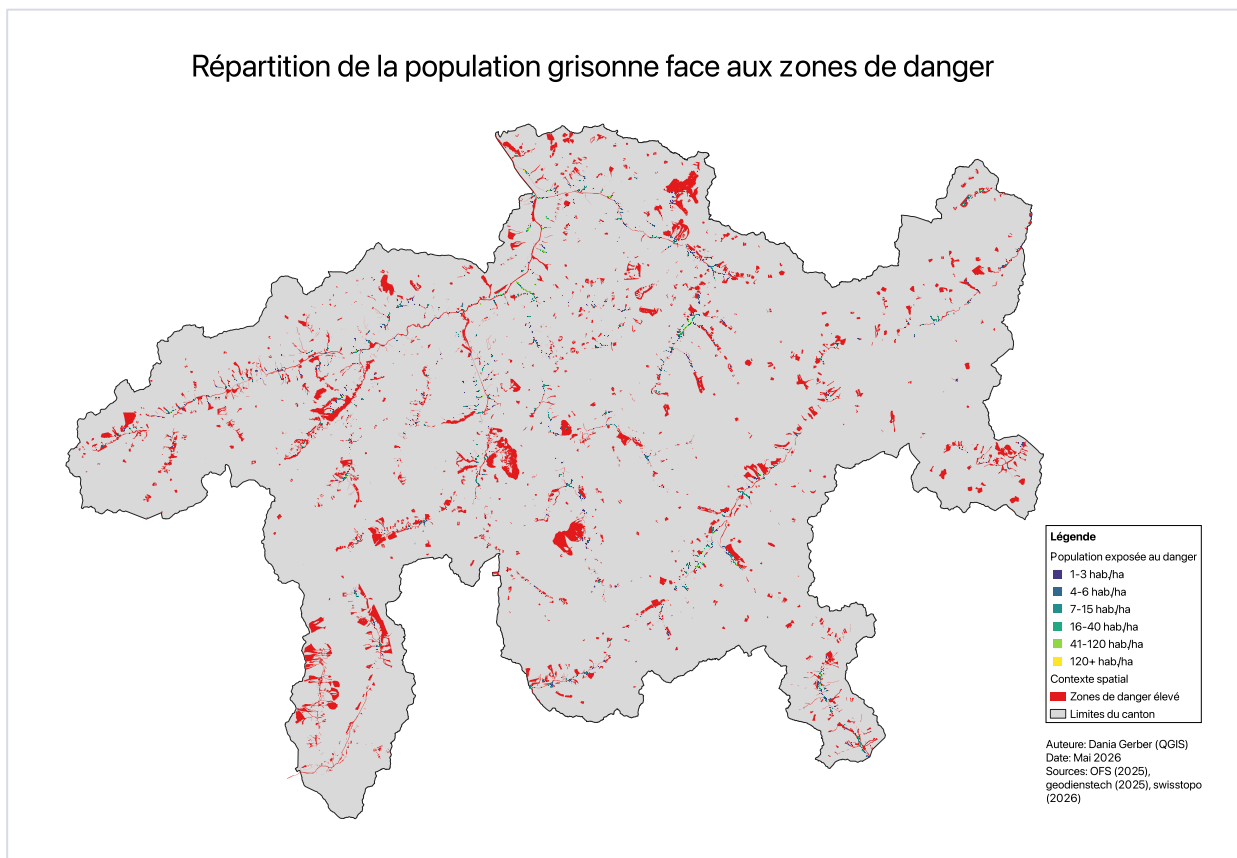 Répartition de la population grisonne face aux zones de danger
Légende
Population exposée au danger
1-3 hab/ha
4-6 hab/ha
7-15 hab/ha
16-40 hab/ha
41-120 hab/ha
120+ hab/ha
Contexte spatial
Zones de danger élevé
Limites du canton
Auteure: Dania Gerber (QGIS)
Date: Mai 2026
Sources: OFS (2025),
geodienste.ch (2025), swisstopo
(2026)